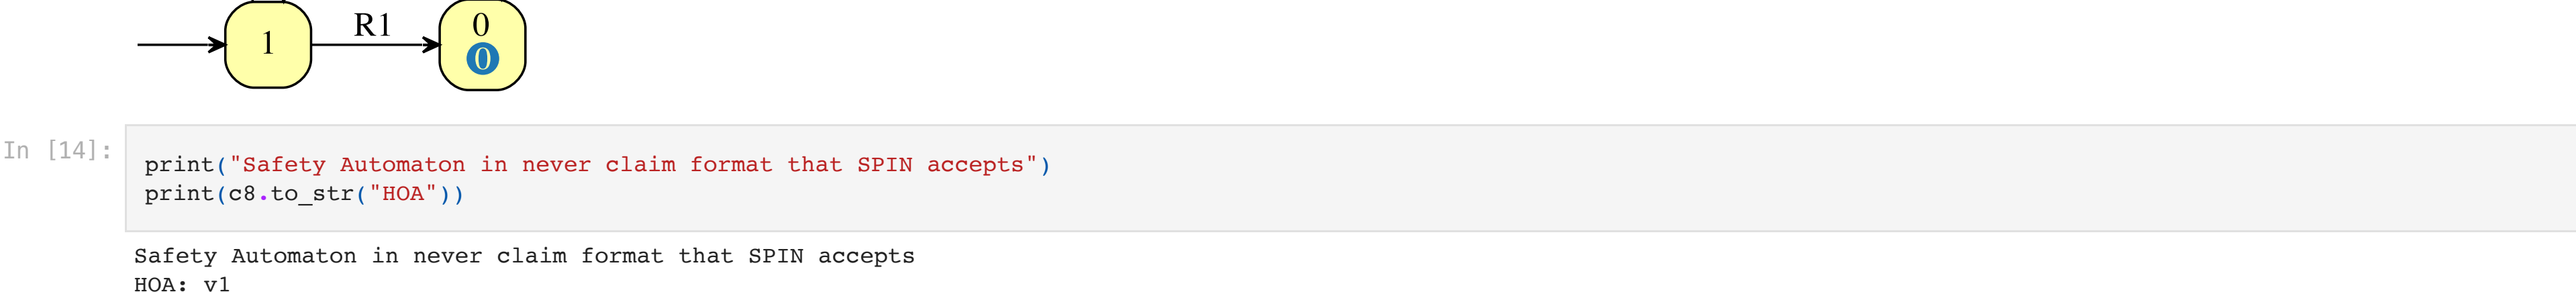 1
R1
0
0
In [14]:
print("Safety Automaton in never claim format that SPIN accepts")
print(c8.to_str("HOA"))
Safety Automaton in never claim format that SPIN accepts
HOA: v1